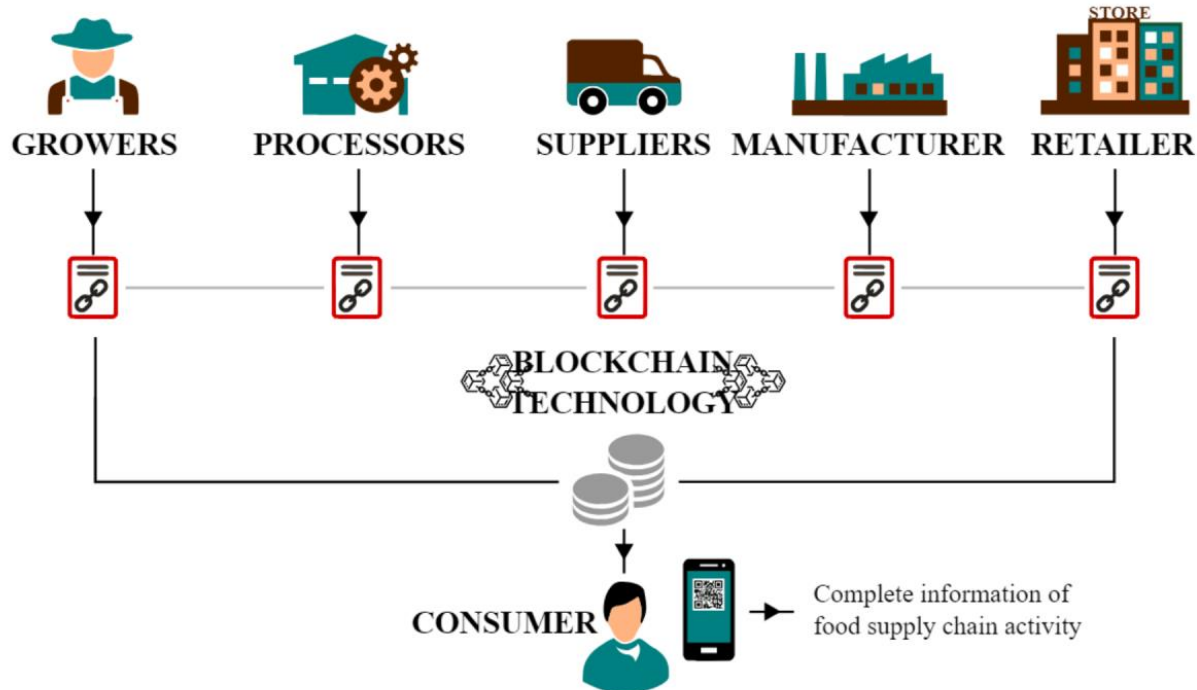 STORE
GROWERS
PROCESSORS
SUPPLIERS
MANUFACTURER
RETAILER
BLOCKCHAIN
TECHNOLOGY
CONSUMER
Complete information of
food supply chain activity